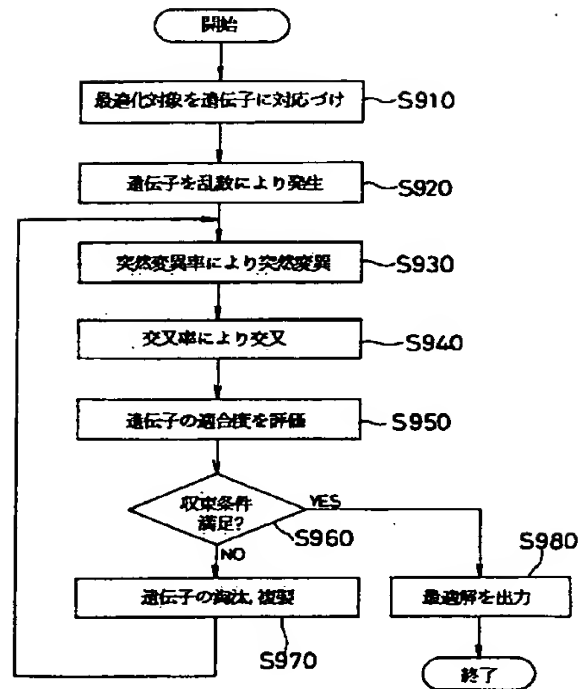 開始
最適化対象を遺伝子に対応づけ
S910
遺伝子を乱数により発生
S920
突然変異率により突然変異
S930
交叉率により交叉
S940
遺伝子の適合度を評価
S950
収束条件
満足?
YES
S960
NO
遺伝子の淘汰,複製
S970
S980
最適解を出力
終了